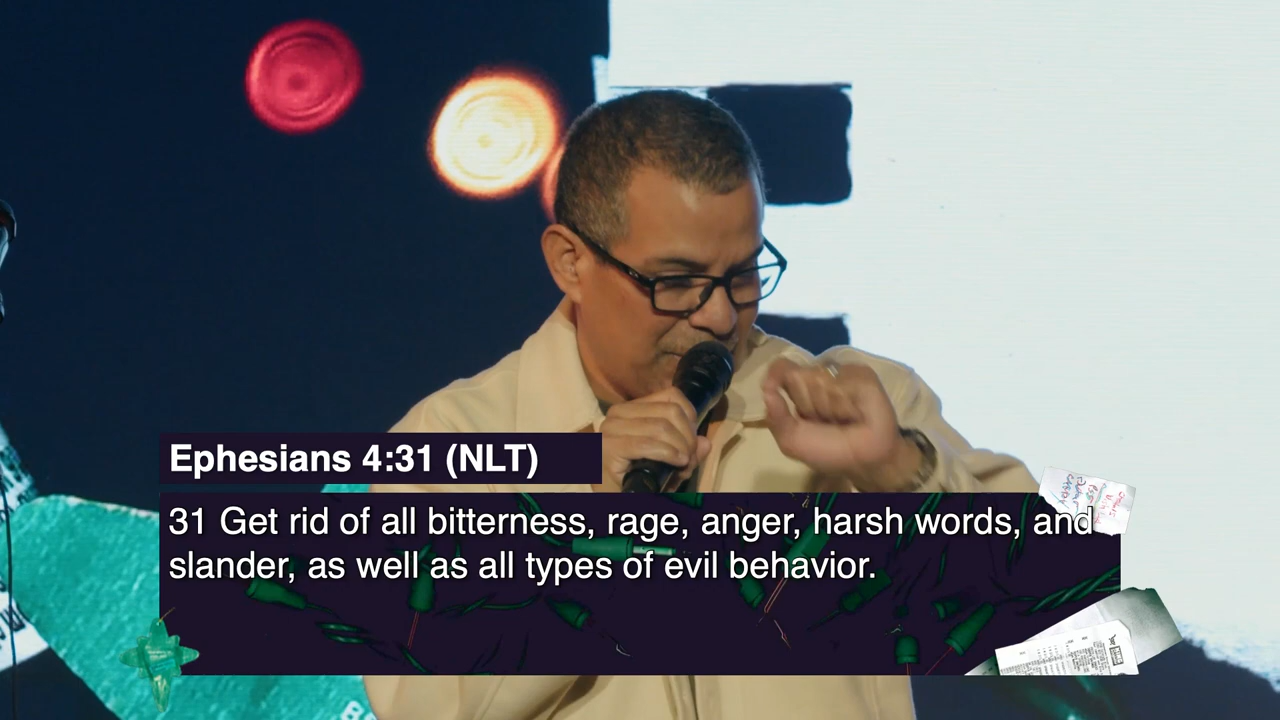 Ephesians 4:31 (NLT)
31 Get rid of all bitterness, rage, anger, harsh words, and
slander, as well as all types of evil behavior.